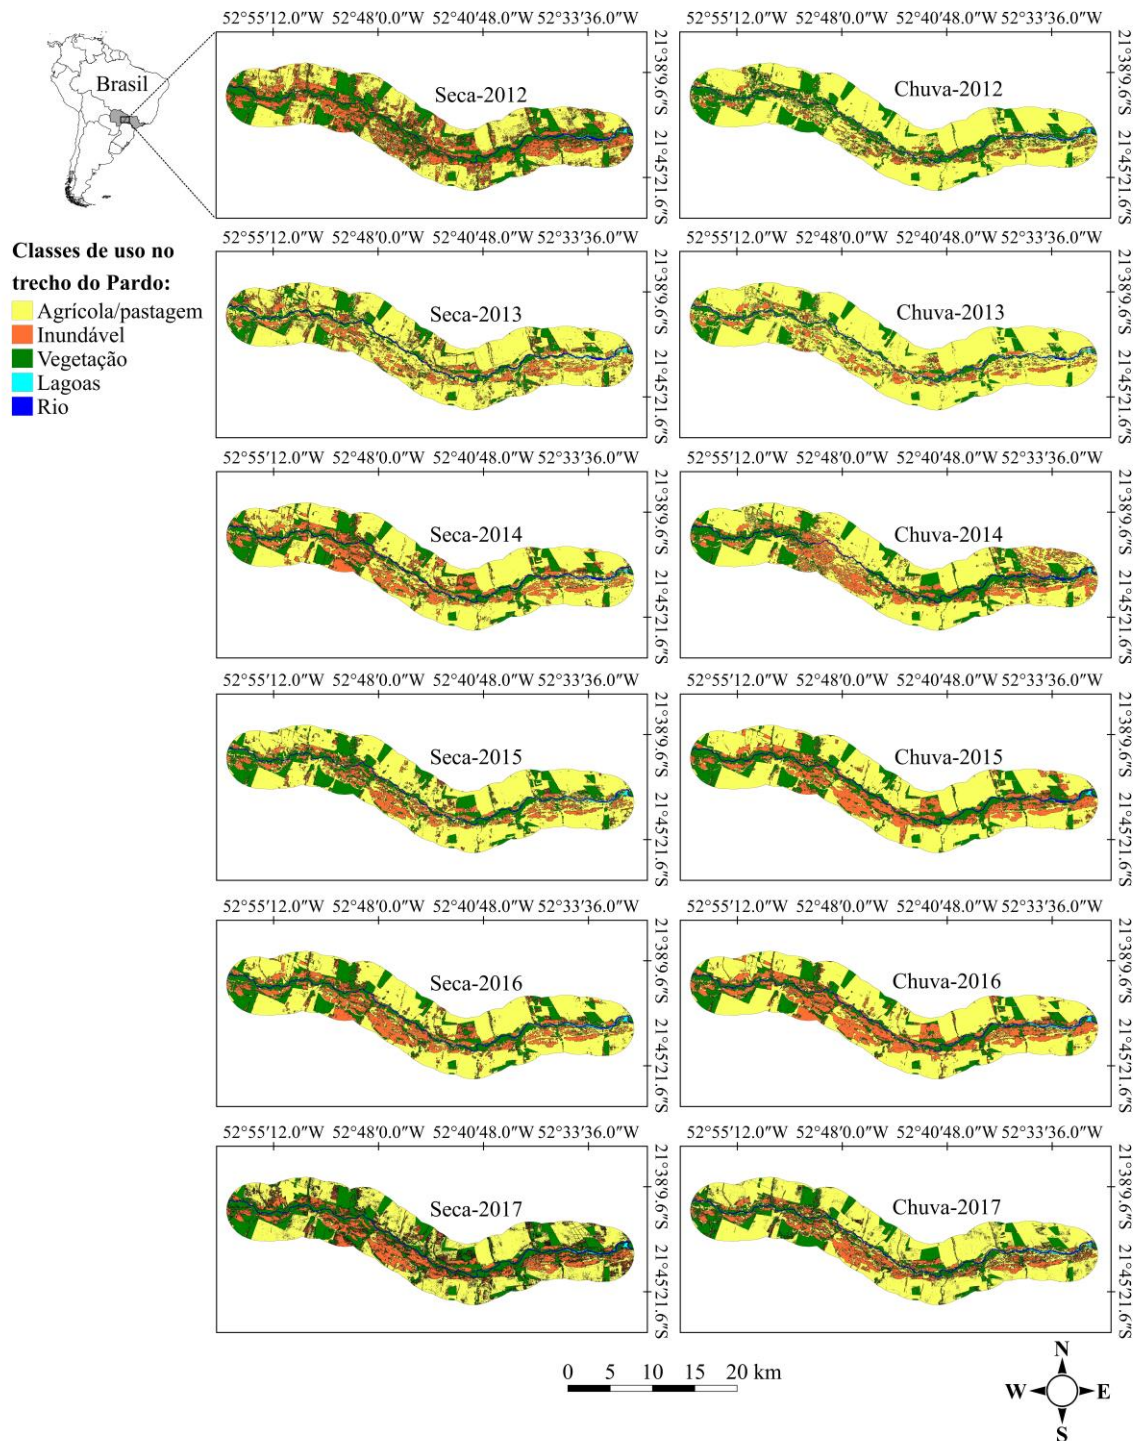 52°55′12.0″W 52°48′0.0″W 52°40′48.0″W 52°33′36.0″W
52°55′12.0″W 52°48′0.0″W 52°40′48.0″W 52°33′36.0″W
Brasil
Seca-2012
21°38′9.6″S
21°45′21.6″S
Chuva-2012
21°38′9.6″S
21°45′21.6″S
Classes de uso no
trecho do Pardo:
Agrícola/pastagem
Inundável
Vegetação
Lagoas
Rio
52°55′12.0″W 52°48′0.0″W 52°40′48.0″W 52°33′36.0″W
52°55′12.0″W 52°48′0.0″W 52°40′48.0″W 52°33′36.0″W
Seca-2013
21°38′9.6″S
21°45′21.6″S
Chuva-2013
21°38′9.6″S
21°45′21.6″S
52°55′12.0″W 52°48′0.0″W 52°40′48.0″W 52°33′36.0″W
52°55′12.0″W 52°48′0.0″W 52°40′48.0″W 52°33′36.0″W
Seca-2014
21°38′9.6″S
21°45′21.6″S
Chuva-2014
21°38′9.6″S
21°45′21.6″S
52°55′12.0″W 52°48′0.0″W 52°40′48.0″W 52°33′36.0″W
52°55′12.0″W 52°48′0.0″W 52°40′48.0″W 52°33′36.0″W
Seca-2015
21°38′9.6″S
21°45′21.6″S
Chuva-2015
21°38′9.6″S
21°45′21.6″S
52°55′12.0″W 52°48′0.0″W 52°40′48.0″W 52°33′36.0″W
52°55′12.0″W 52°48′0.0″W 52°40′48.0″W 52°33′36.0″W
Seca-2016
21°38′9.6″S
21°45′21.6″S
Chuva-2016
21°38′9.6″S
21°45′21.6″S
52°55′12.0″W 52°48′0.0″W 52°40′48.0″W 52°33′36.0″W
52°55′12.0″W 52°48′0.0″W 52°40′48.0″W 52°33′36.0″W
Seca-2017
21°38′9.6″S
21°45′21.6″S
Chuva-2017
21°38′9.6″S
21°45′21.6″S
0 5 10 15 20 km
N
W E
S